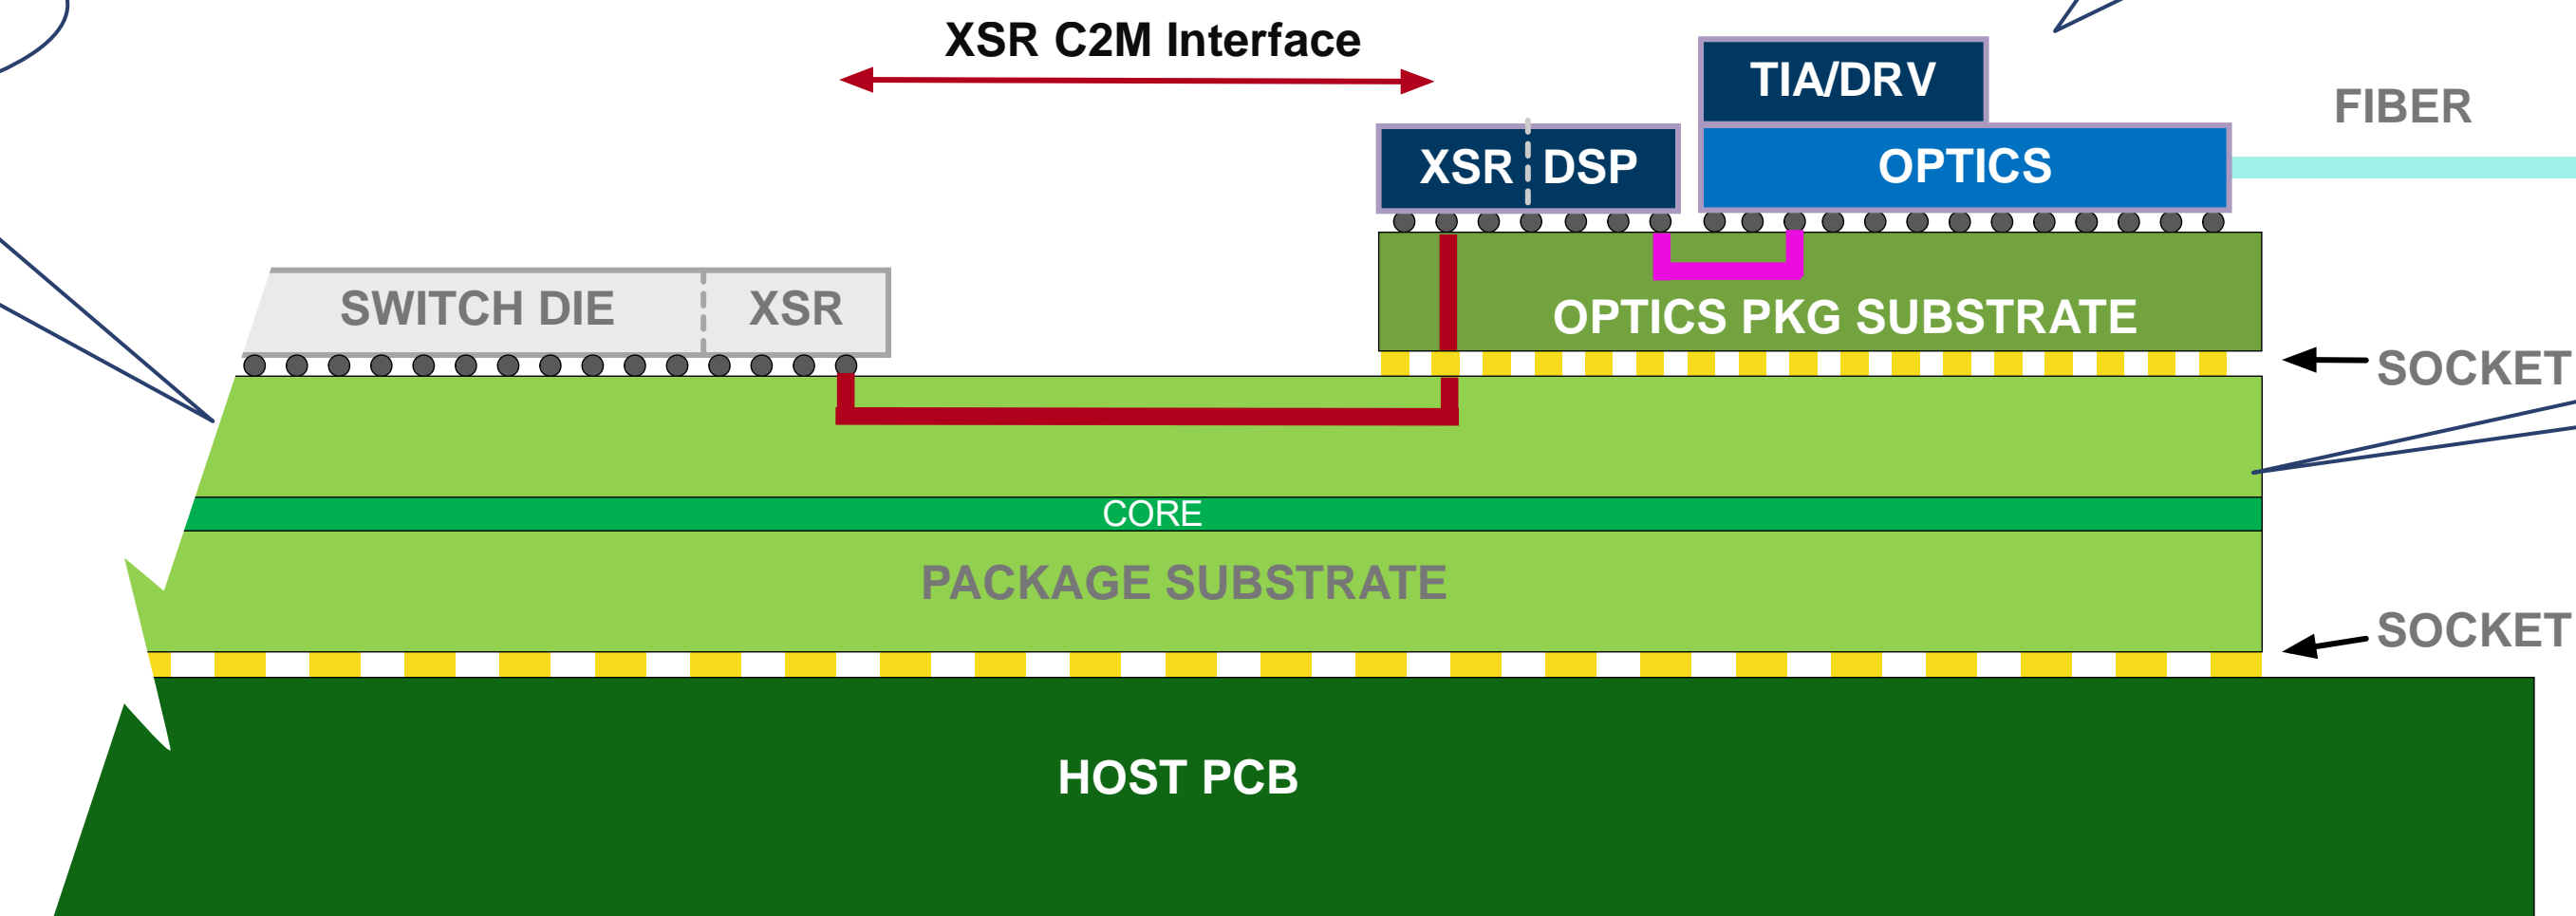 XSR C2M Interface
TIA/DRV
FIBER
XSR DSP
OPTICS
SWITCH DIE XSR
OPTICS PKG SUBSTRATE
SOCKET
CORE
PACKAGE SUBSTRATE
SOCKET
HOST PCB